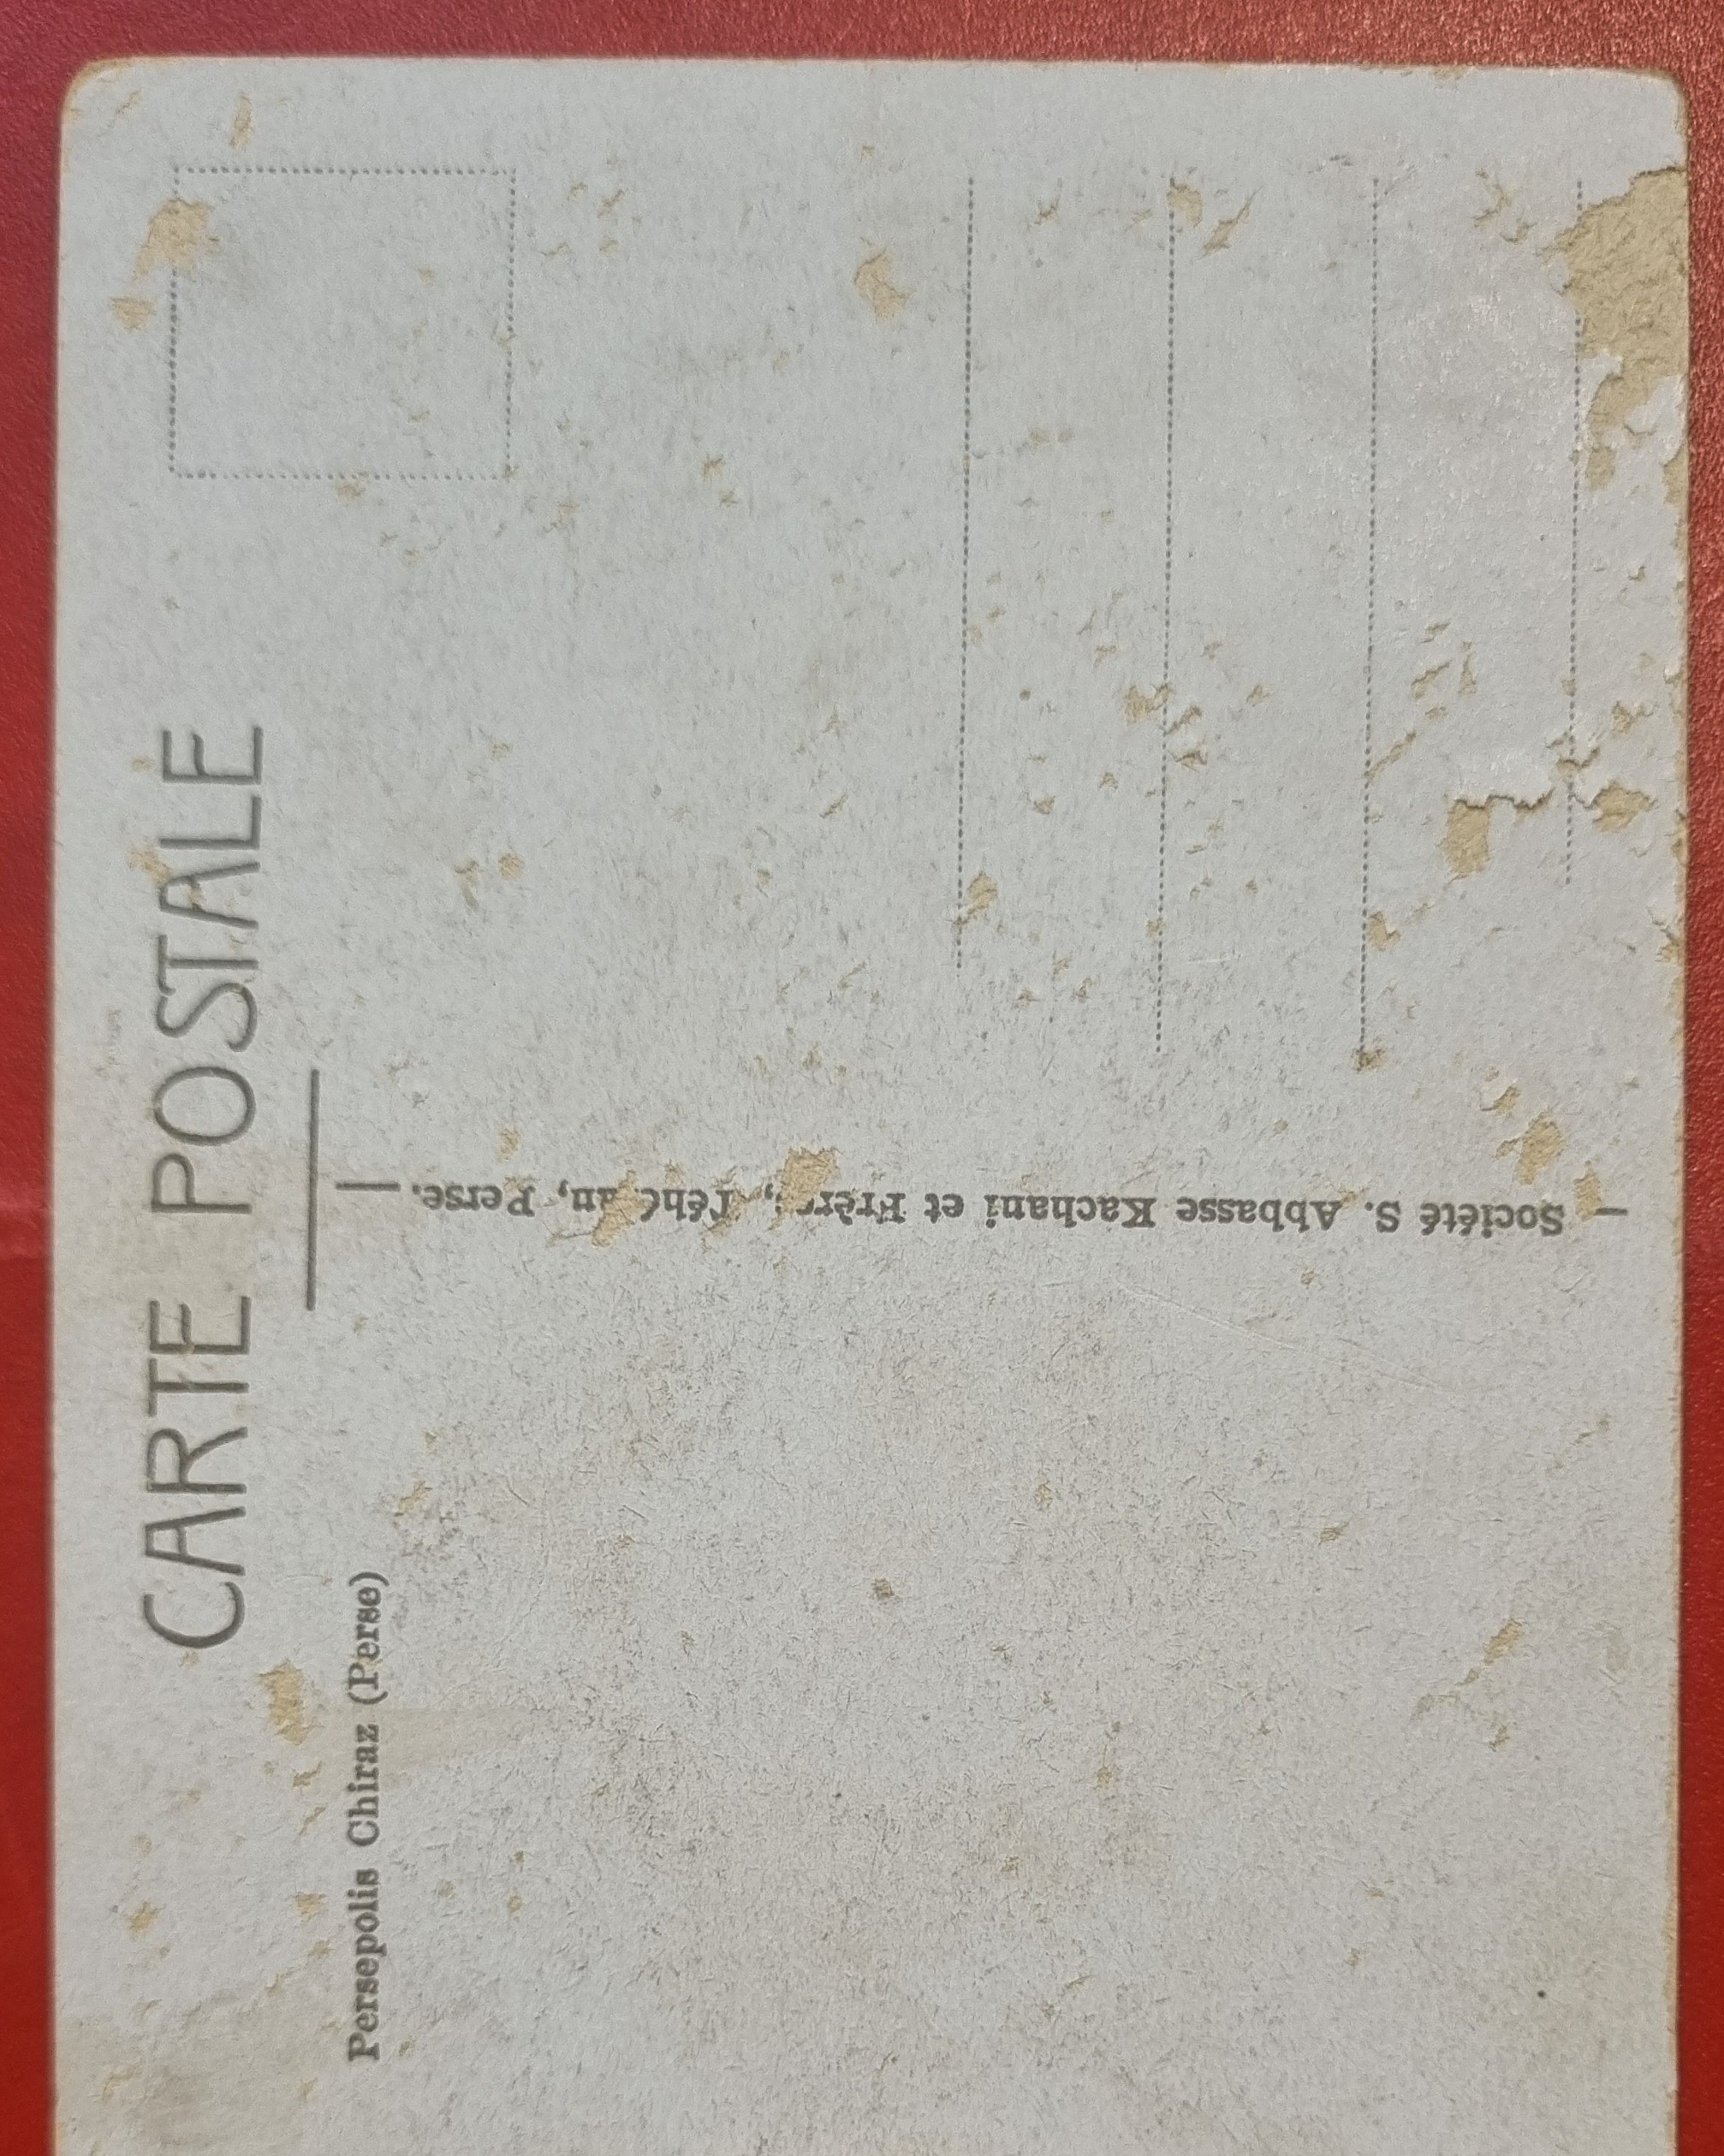 CARTE POSTALE
Persepolis Chiraz (Perse)
Société S. Abbasse Kachani et Perse.